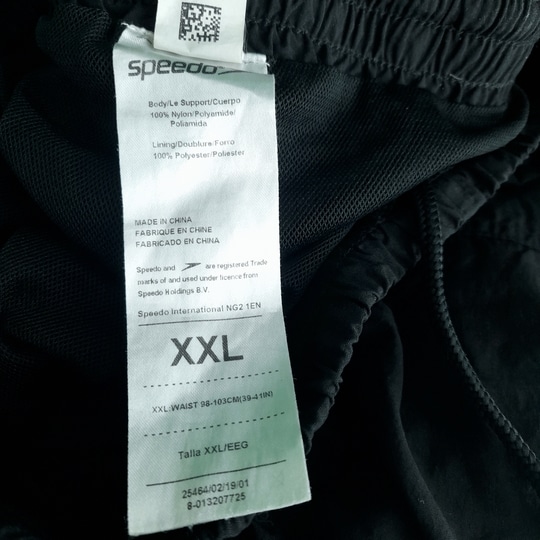 speedo
Body/Le Support/Cuerpo
100% Nylon/Polyemide/
Poliamida
Lining/Doublure/Forro
100% Polyester/Poliester
MADE IN CHINA
FABRIQUE EN CHINE
FABRICADO EN CHINA
Speedo and are registered Trade
marks of and used under licence from
Speedo Holdings B.V.
Speedo International NG2 1EN
XXL
XXL:WAIST 98-103CM(39-41IN)
Talla XXL/EEG
25464/02/19/01
8-013207725